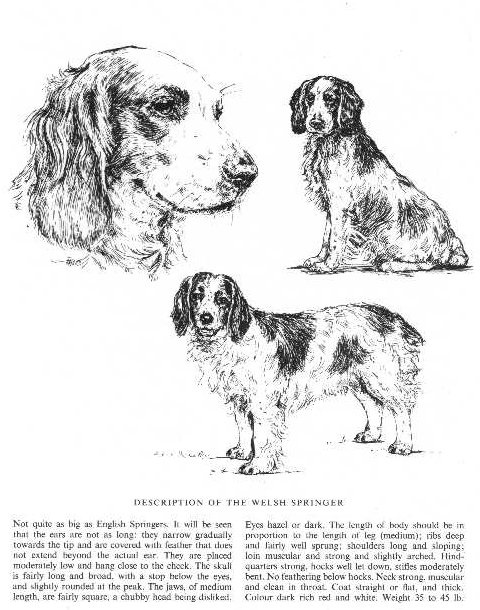 DESCRIPTION OF THE WELSH SPRINGER
Not quite as big as English Springers. It will be seen
that the ears are not as long: they narrow gradually
towards the tip and are covered with feather that does
not extend beyond the actual ear. They are placed
moderately low and hang close to the cheek. The skull
is fairly long and broad, with a stop below the eyes,
and slightly rounded at the peak. The jaws, of medium
length, are fairly square, a chubby head being disliked.
Eyes hazel or dark. The length of body should be in
proportion to the length of leg (medium); ribs deep
and fairly well sprung; shoulders long and sloping;
loin muscular and strong and slightly arched. Hind-
quarters strong, hocks well let down, stifles moderately
bent. No feathering below hocks. Neck strong, muscular
and clean in throat. Coat straight or flat, and thick.
Colour dark rich red and white. Weight 35 to 45 lb.